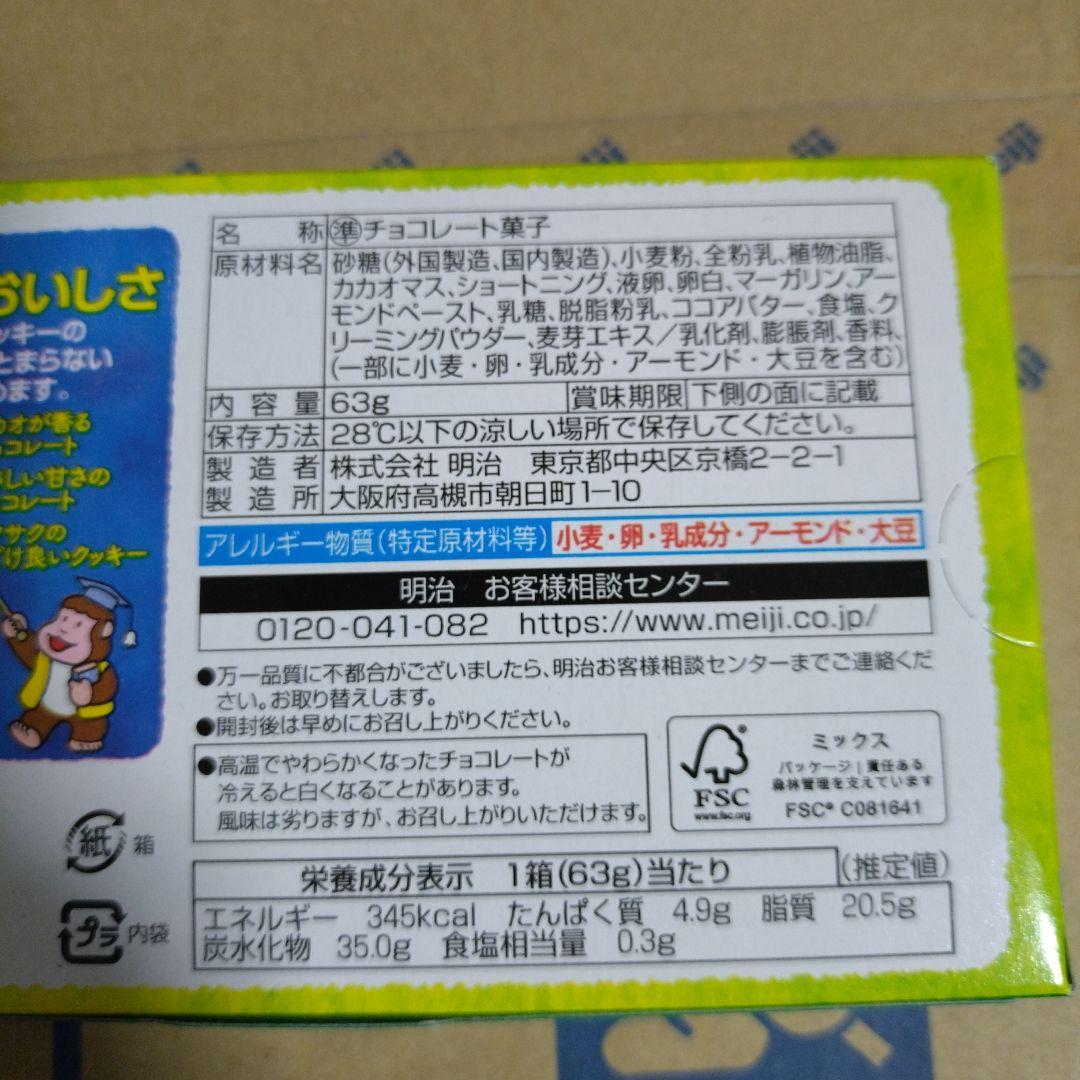 おいしさ
ッキーの
とまらない
めます。
カオが香る
ョコレート
しい甘さの
コレート
サクの
け良いクッキー
名 称 準チョコレート菓子
原材料名 砂糖(外国製造、国内製造)、小麦粉、全粉乳、植物油脂、
カカオマス、ショートニング、液卵、卵白、マーガリン、アー
モンドペースト、乳糖、脱脂粉乳、ココアバター、食塩、ク
リーミングパウダー、麦芽エキス/乳化剤、膨脹剤、香料、
(一部に小麦・卵・乳成分・アーモンド・大豆を含む)
内容量 63g 賞味期限 下側の面に記載
保存方法 28℃以下の涼しい場所で保存してください。
製造者 株式会社 明治 東京都中央区京橋2-2-1
製造所 大阪府高槻市朝日町1-10
アレルギー物質(特定原材料等) 小麦・卵・乳成分・アーモンド・大豆
明治 お客様相談センター
0120-041-082 https://www.meiji.co.jp/
●万一品質に不都合がございましたら、明治お客様相談センターまでご連絡くだ
さい。お取り替えします。
●開封後は早めにお召し上がりください。
●高温でやわらかくなったチョコレートが
冷えると白くなることがあります。
風味は劣りますが、お召し上がりいただけます。
FSC
www.fsc.org
ミックス
パッケージ|責任ある
森林管理を支えています
FSC® C081641
紙 箱
プラ 内袋
栄養成分表示 1箱(63g)当たり (推定値)
エネルギー 345kcal たんぱく質 4.9g 脂質 20.5g
炭水化物 35.0g 食塩相当量 0.3g